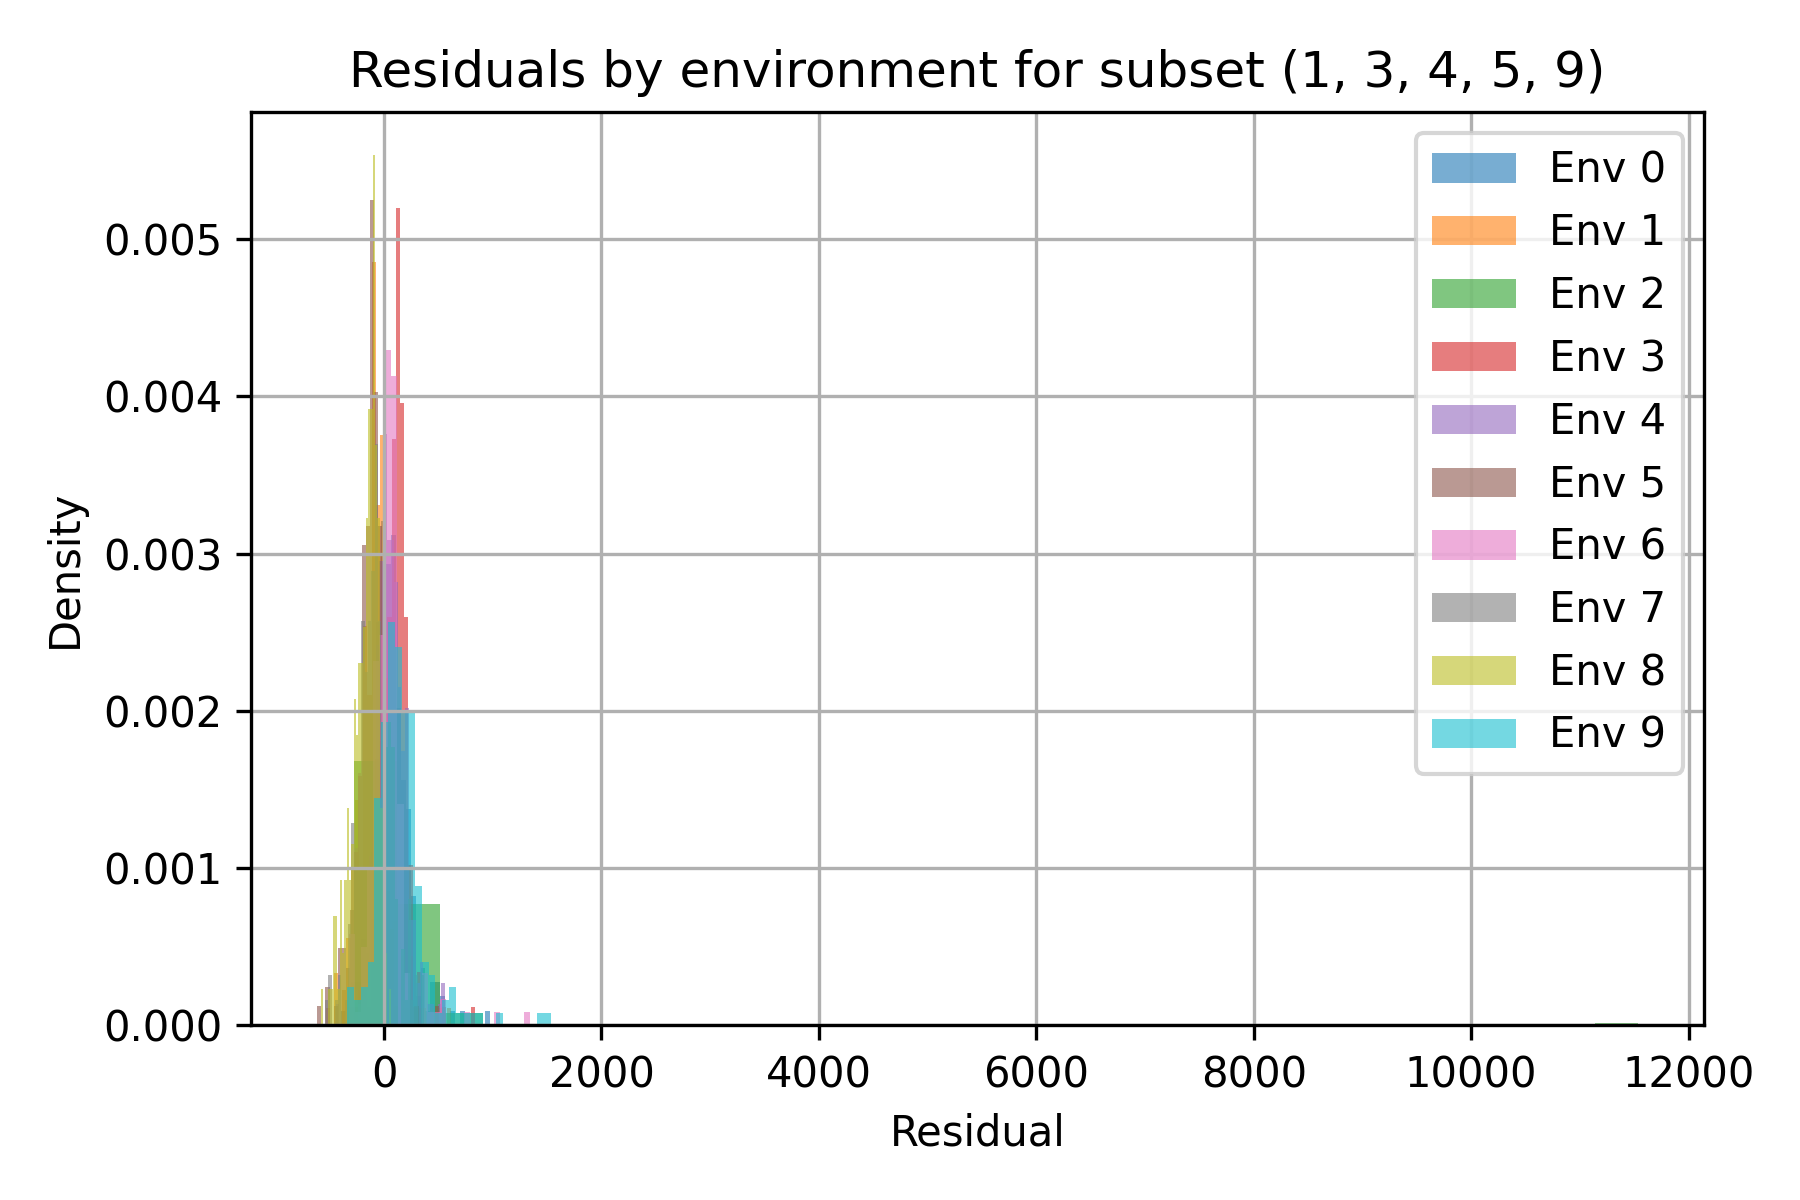 Residuals by environment for subset (1, 3, 4, 5, 9)
Density
0.005
0.004
0.003
0.002
0.001
0.000
0 2000 4000 6000 8000 10000 12000
Residual
Env 0
Env 1
Env 2
Env 3
Env 4
Env 5
Env 6
Env 7
Env 8
Env 9